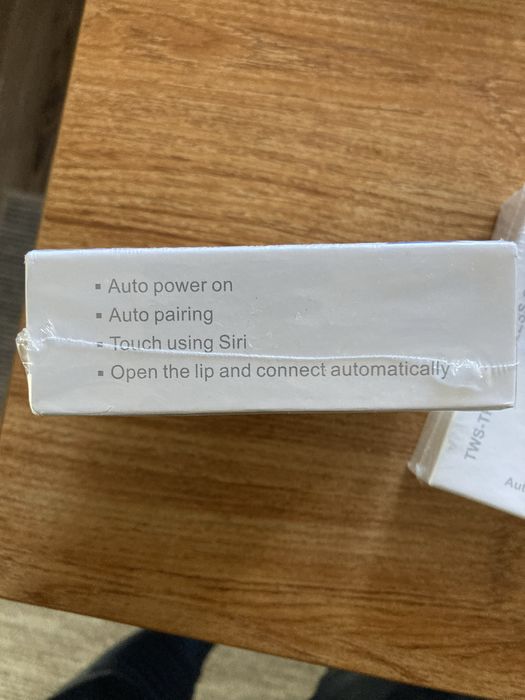 ▪ Auto power on
▪ Auto pairing
▪ Touch using Siri
▪ Open the lip and connect automatically